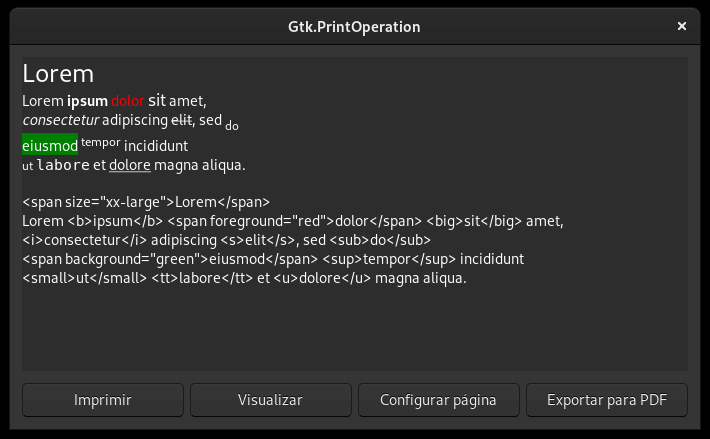 Gtk.PrintOperation ×
Lorem
Lorem ipsum dolor sit amet,
consectetur adipiscing elit, sed do
eiusmod tempor incididunt
ut labore et dolore magna aliqua.
<span size="xx-large">Lorem</span>
Lorem <b>ipsum</b> <span foreground="red">dolor</span> <big>sit</big> amet,
<i>consectetur</i> adipiscing <s>elit</s>, sed <sub>do</sub>
<span background="green">eiusmod</span> <sup>tempor</sup> incididunt
<small>ut</small> <tt>labore</tt> et <u>dolore</u> magna aliqua.
Imprimir Visualizar Configurar página Exportar para PDF